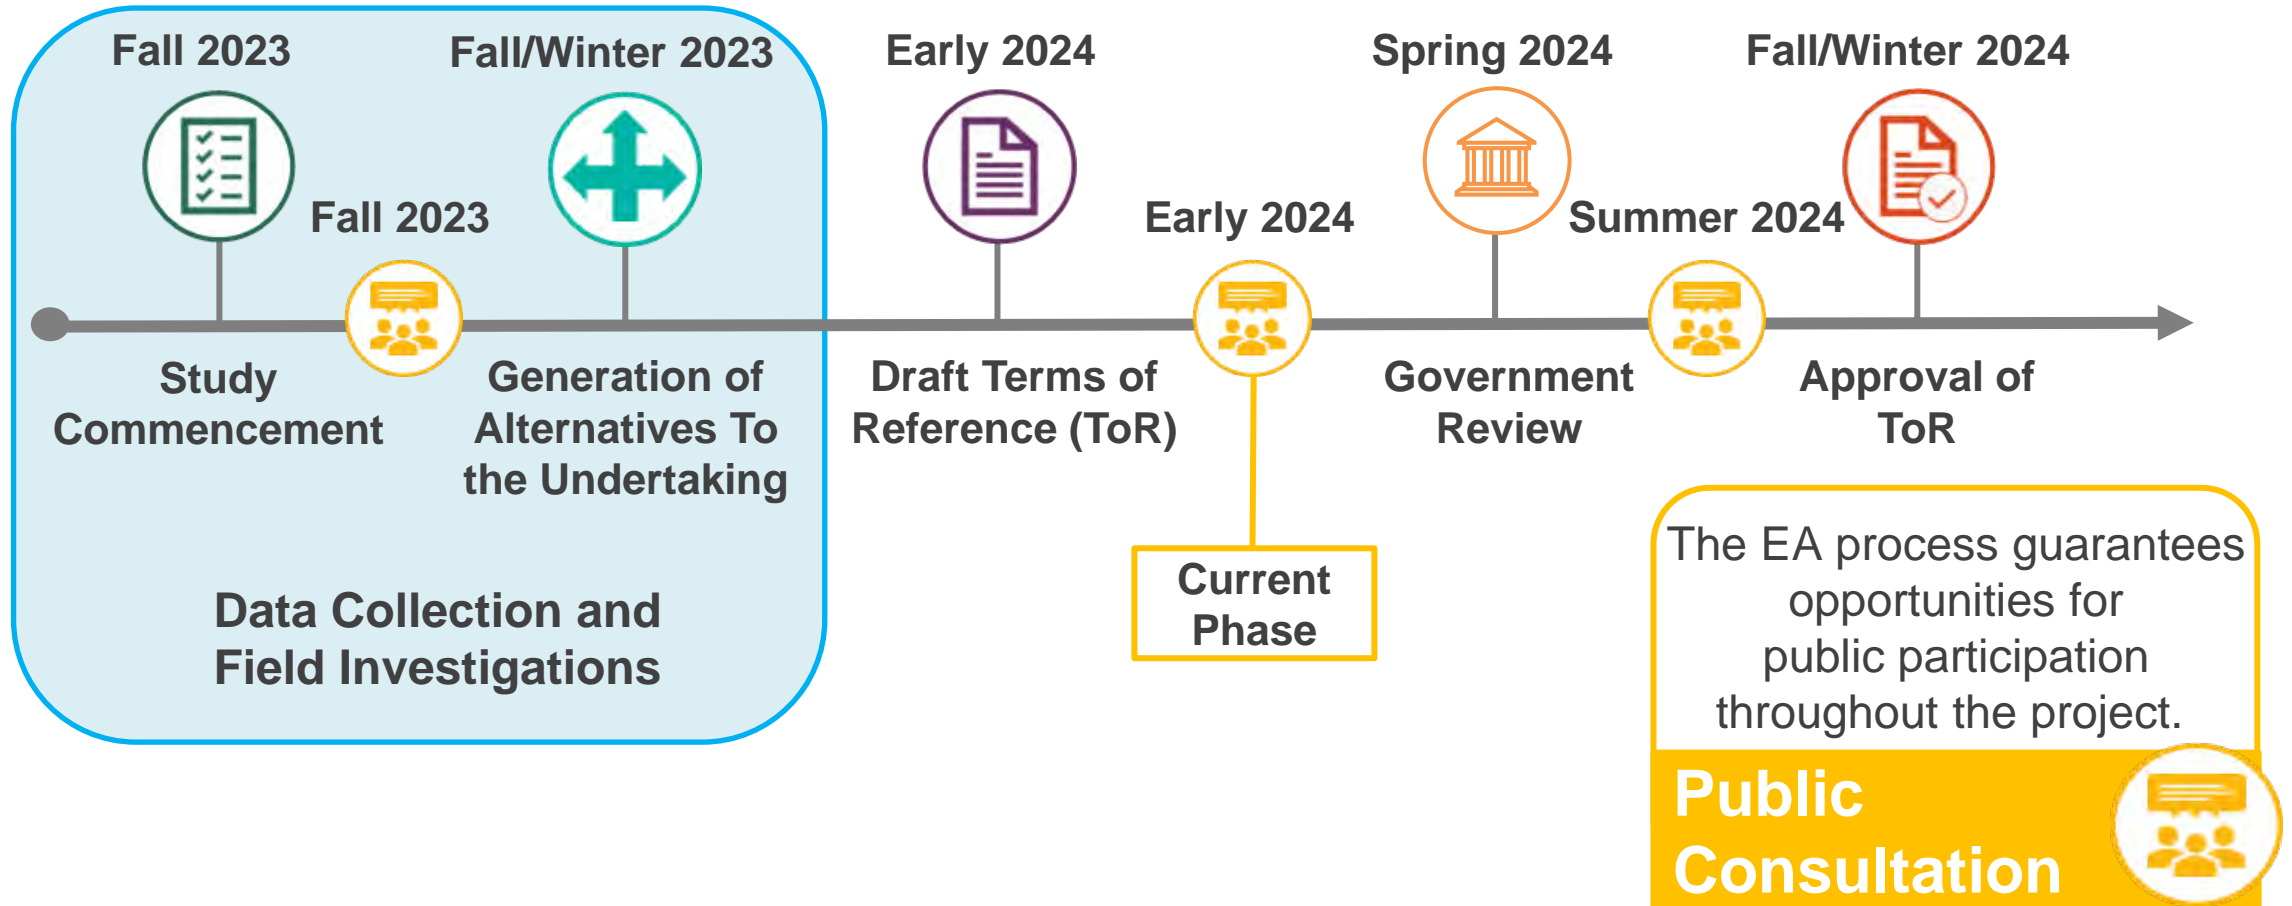 Fall 2023
Fall/Winter 2023
Early 2024
Spring 2024
Fall/Winter 2024
Fall 2023
Early 2024
Summer 2024
Study
Commencement
Generation of
Alternatives To
the Undertaking
Draft Terms of
Reference (ToR)
Government
Review
Approval of
ToR
Data Collection and
Field Investigations
Current
Phase
The EA process guarantees
opportunities for
public participation
throughout the project.
Public
Consultation